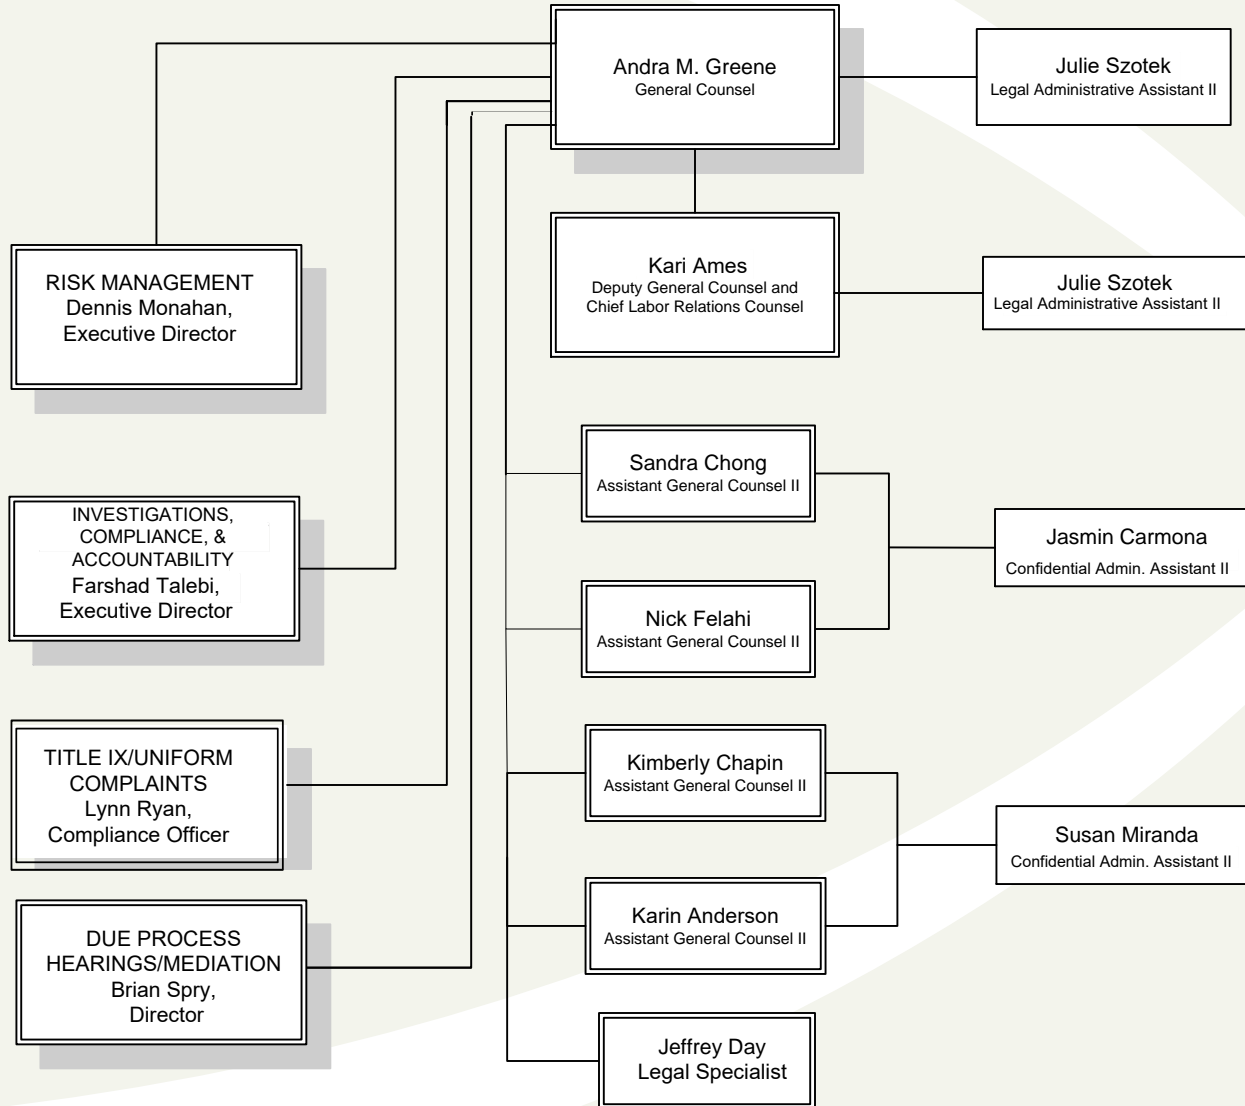 Andra M. Greene
General Counsel
Julie Szotek
Legal Administrative Assistant II
Kari Ames
Deputy General Counsel and
Chief Labor Relations Counsel
Julie Szotek
Legal Administrative Assistant II
RISK MANAGEMENT
Dennis Monahan,
Executive Director
Sandra Chong
Assistant General Counsel II
INVESTIGATIONS,
COMPLIANCE, &
ACCOUNTABILITY
Farshad Talebi,
Executive Director
Jasmin Carmona
Confidential Admin. Assistant II
Nick Felahi
Assistant General Counsel II
TITLE IX/UNIFORM
COMPLAINTS
Lynn Ryan,
Compliance Officer
Kimberly Chapin
Assistant General Counsel II
Susan Miranda
Confidential Admin. Assistant II
Karin Anderson
Assistant General Counsel II
DUE PROCESS
HEARINGS/MEDIATION
Brian Spry,
Director
Jeffrey Day
Legal Specialist